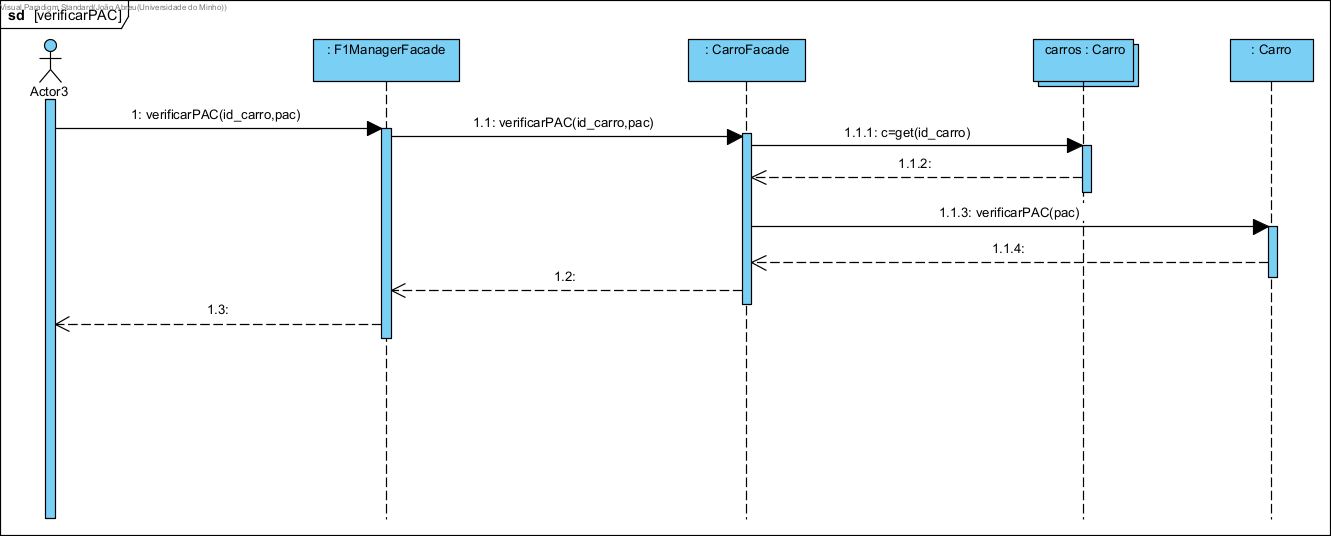 Visual Paradigm Standard(João Abreu(Universidade do Minho))
sd [verificarPAC]
: F1ManagerFacade
: CarroFacade
carros : Carro
: Carro
Actor3
1: verificarPAC(id_carro,pac)
1.1: verificarPAC(id_carro,pac)
1.1.1: c=get(id_carro)
1.1.2:
1.1.3: verificarPAC(pac)
1.1.4:
1.2:
1.3: